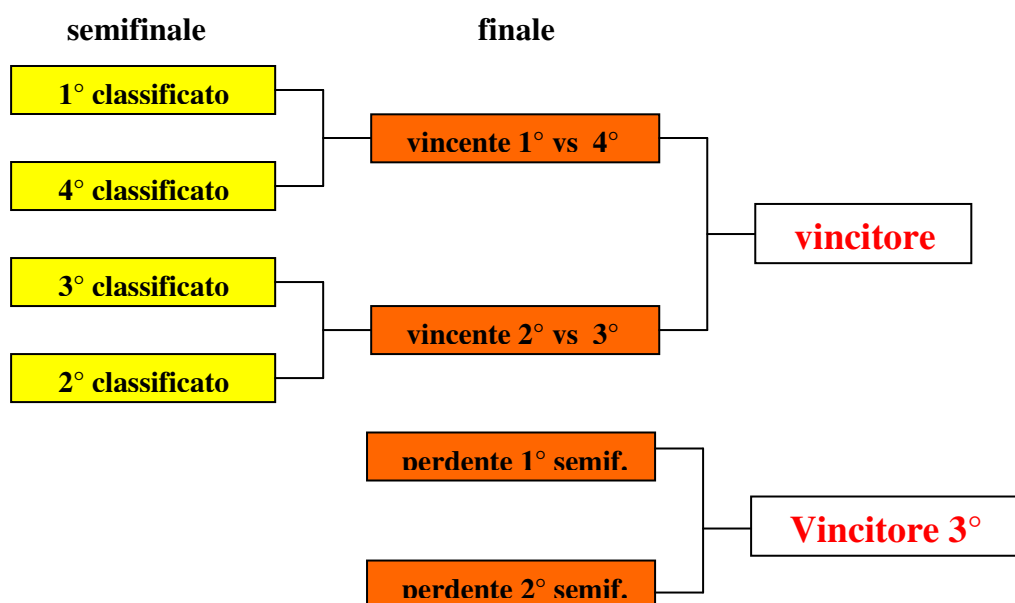 semifinale
finale
1° classificato
vincente 1° vs 4°
4° classificato
vincitore
3° classificato
vincente 2° vs 3°
2° classificato
perdente 1° semif.
Vincitore 3°
perdente 2° semif.